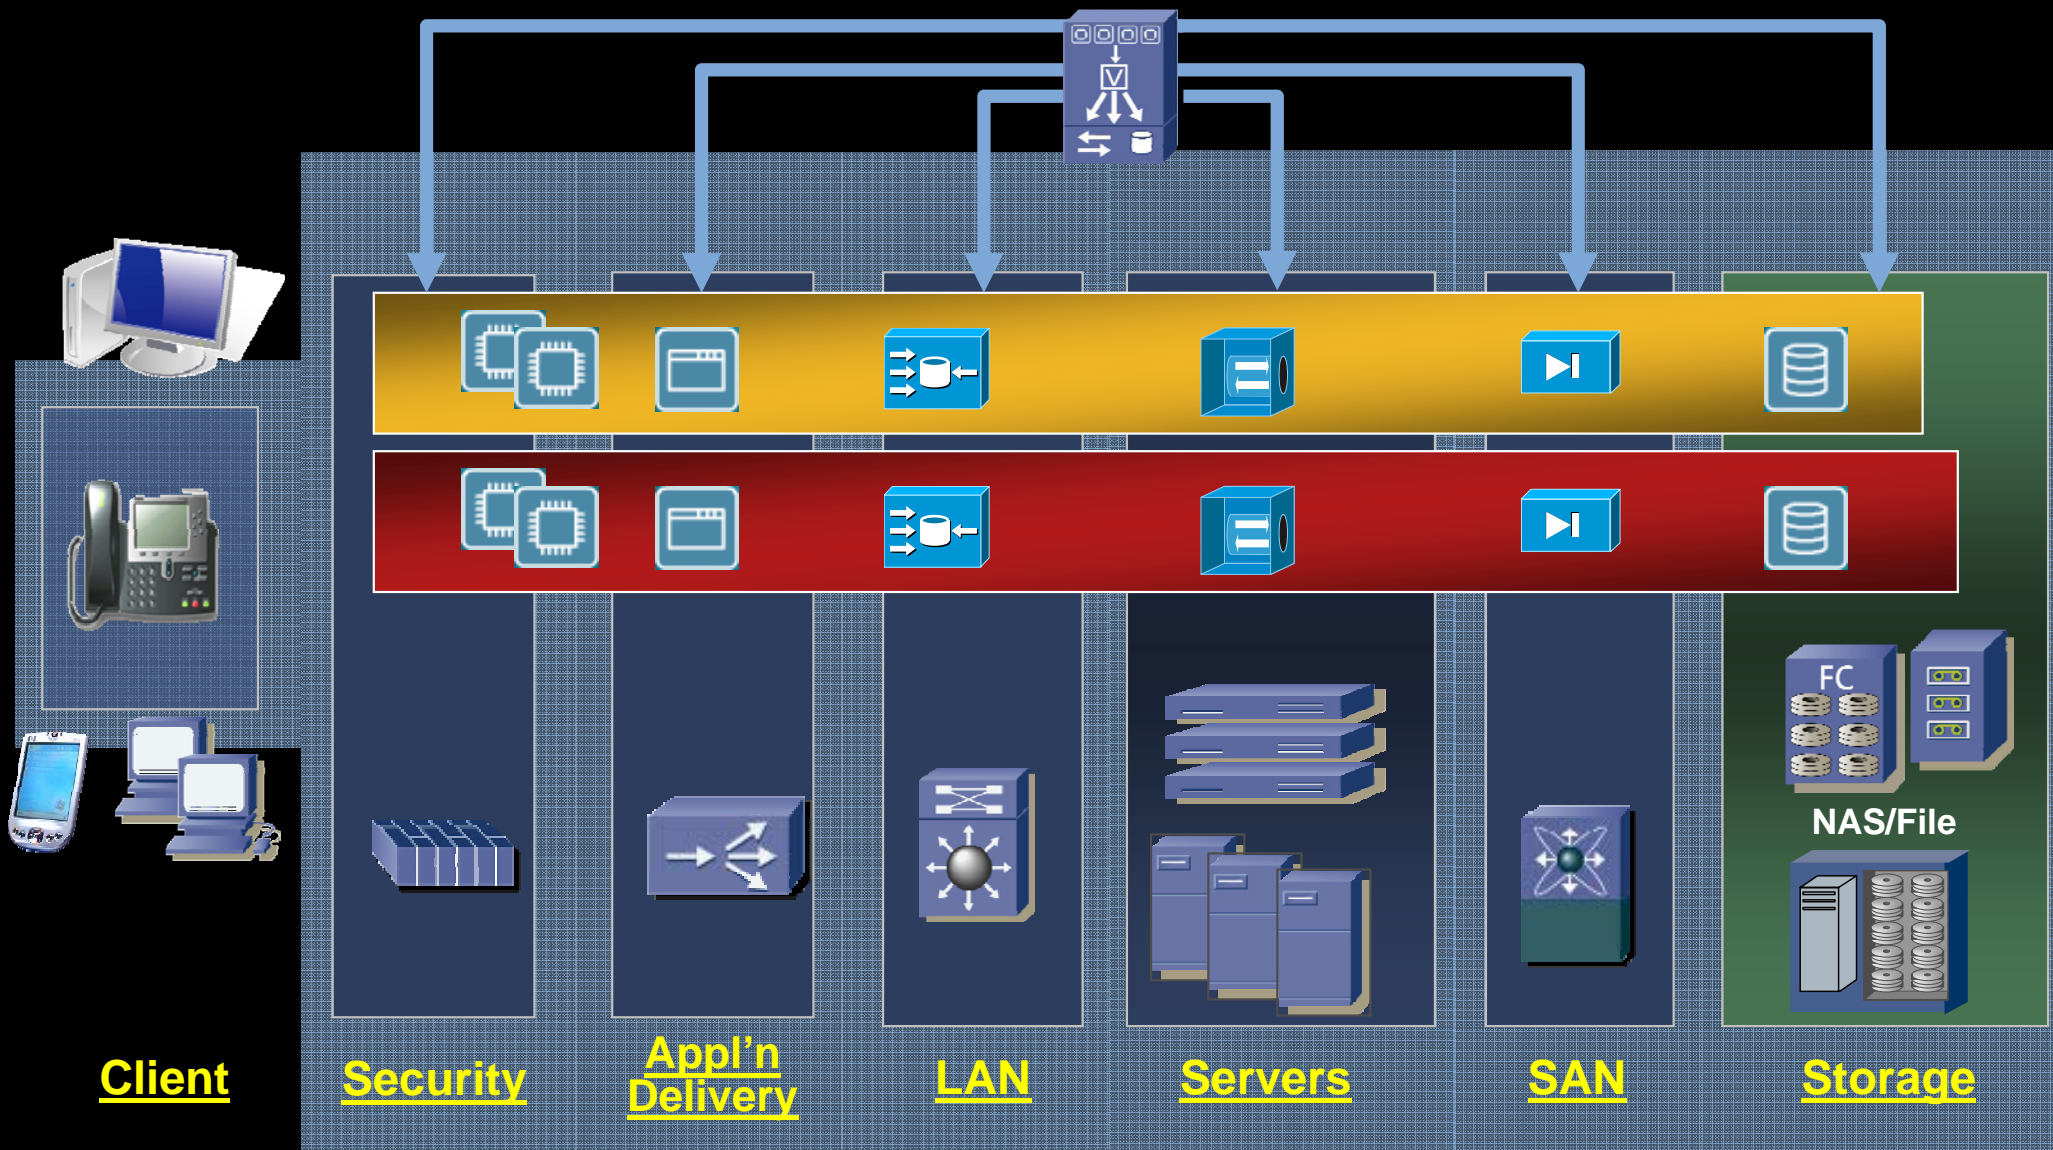 V
FC
NAS/File
Client
Security
Appl'n
Delivery
LAN
Servers
SAN
Storage